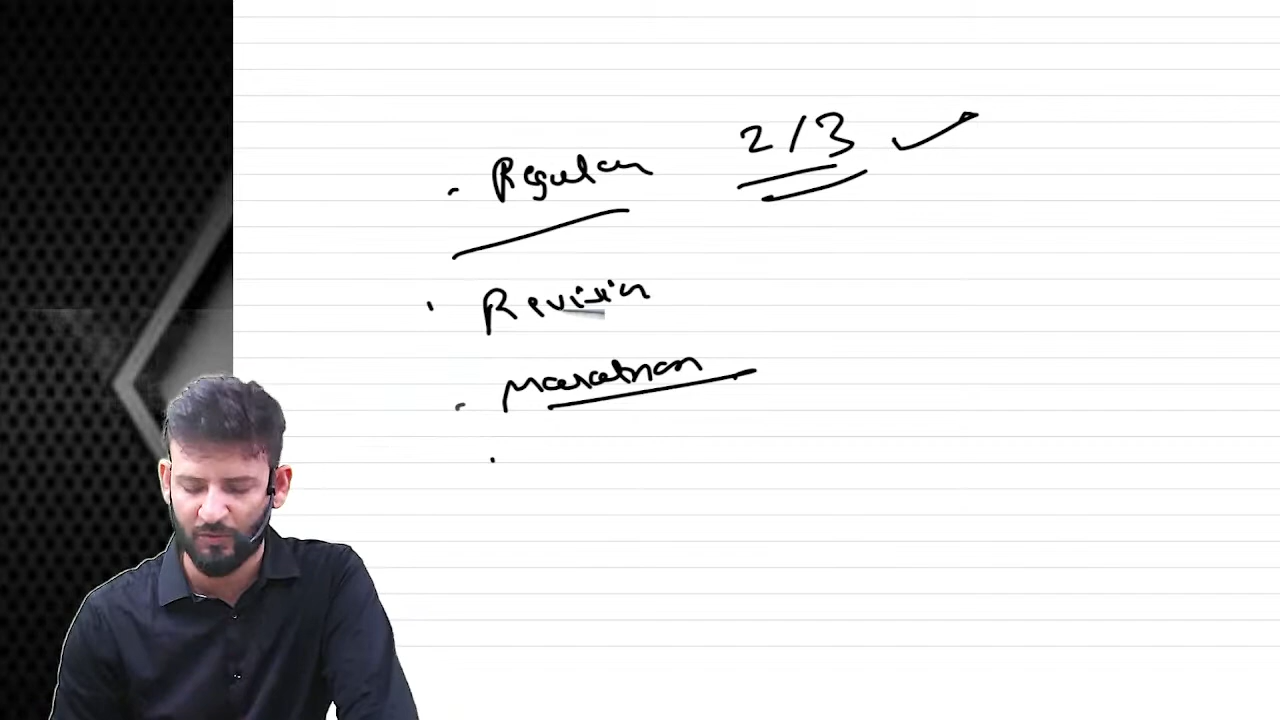 · Regular 2/3 ✓
· Revision
· Marathon
·